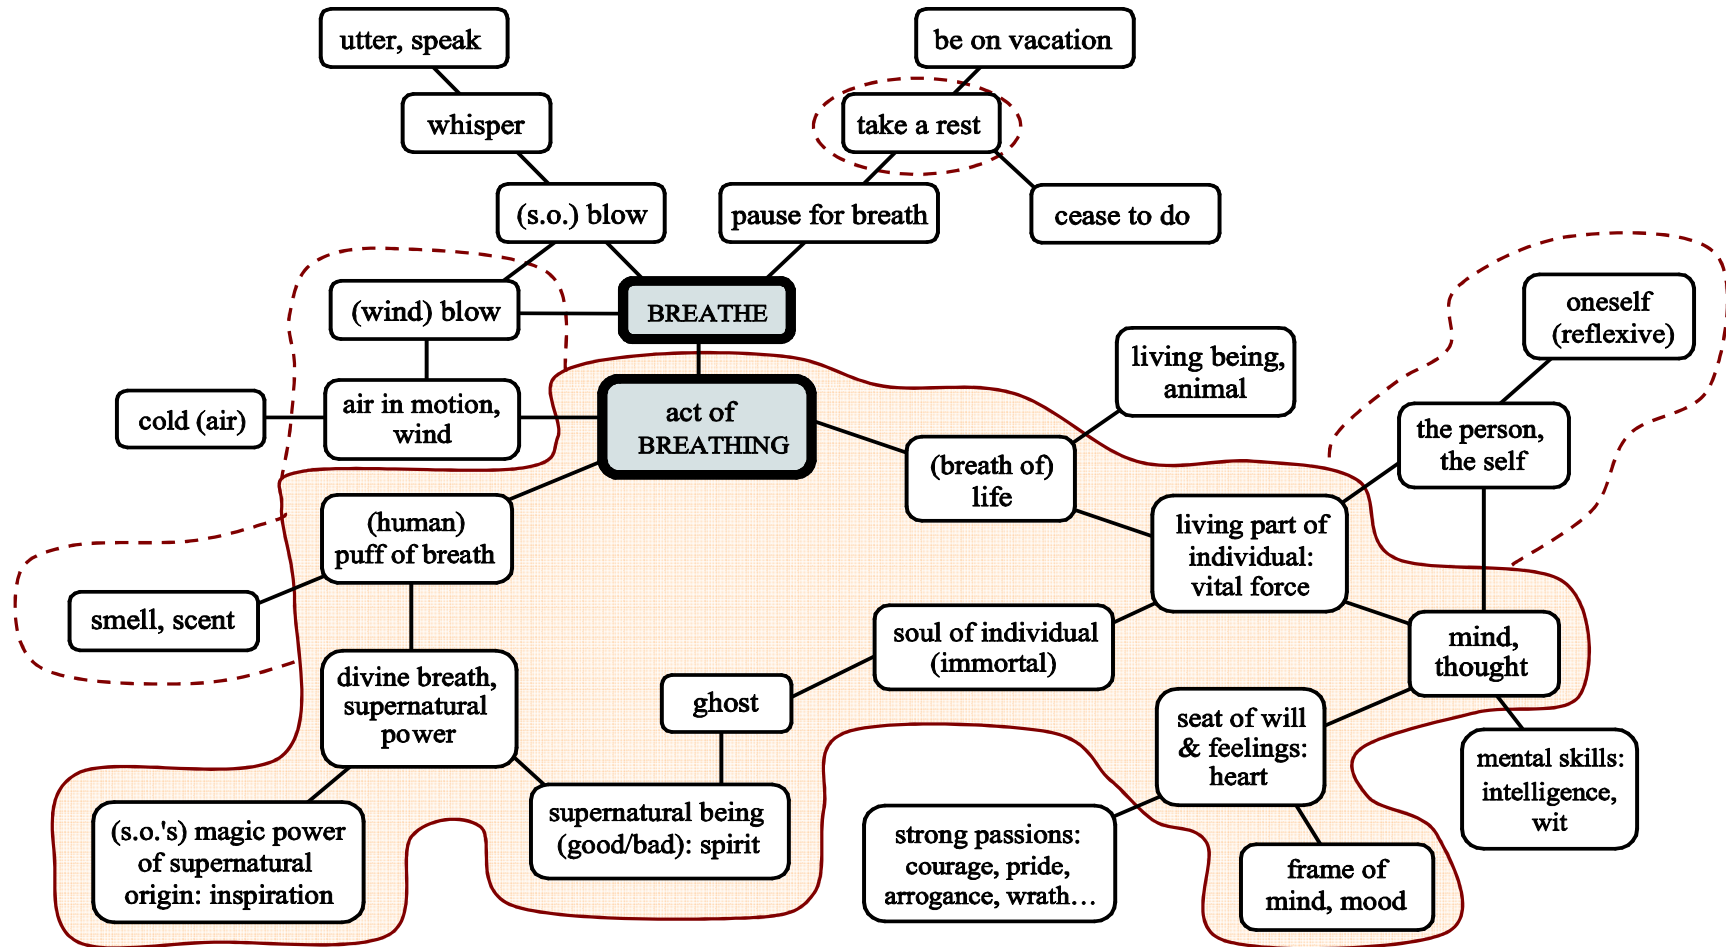 utter, speak
be on vacation
whisper
take a rest
(s.o.) blow
pause for breath
cease to do
(wind) blow
BREATHE
oneself
(reflexive)
living being,
animal
cold (air)
air in motion,
wind
act of
BREATHING
the person,
the self
(breath of)
life
(human)
puff of breath
living part of
individual:
vital force
smell, scent
soul of individual
(immortal)
mind,
thought
divine breath,
supernatural
power
ghost
seat of will
& feelings:
heart
mental skills:
intelligence,
wit
(s.o.'s) magic power
of supernatural
origin: inspiration
supernatural being
(good/bad): spirit
strong passions:
courage, pride,
arrogance, wrath…
frame of
mind, mood